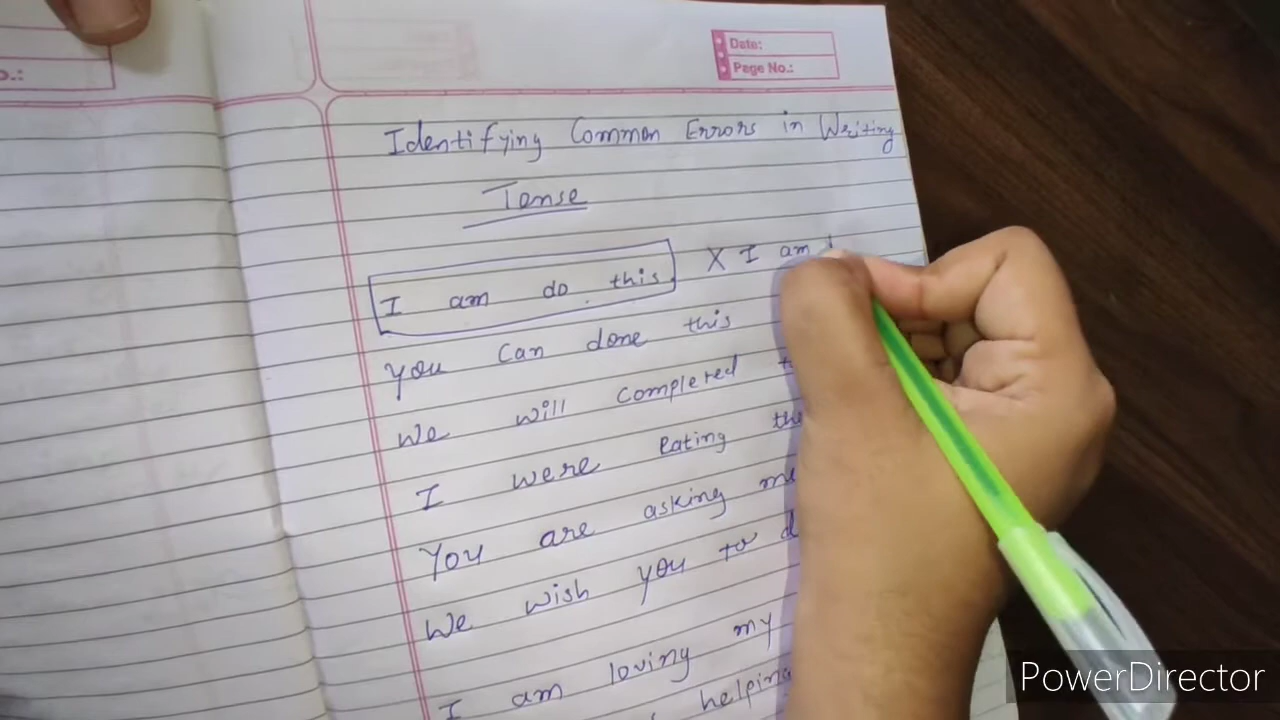 Date:
Page No.:
o.:
Identifying Common Errors in Writing
Tense
I am do this. X I am
you can done this
We will completed
I were eating the
You are asking me
We wish you to d
I am loving my
helping
PowerDirector